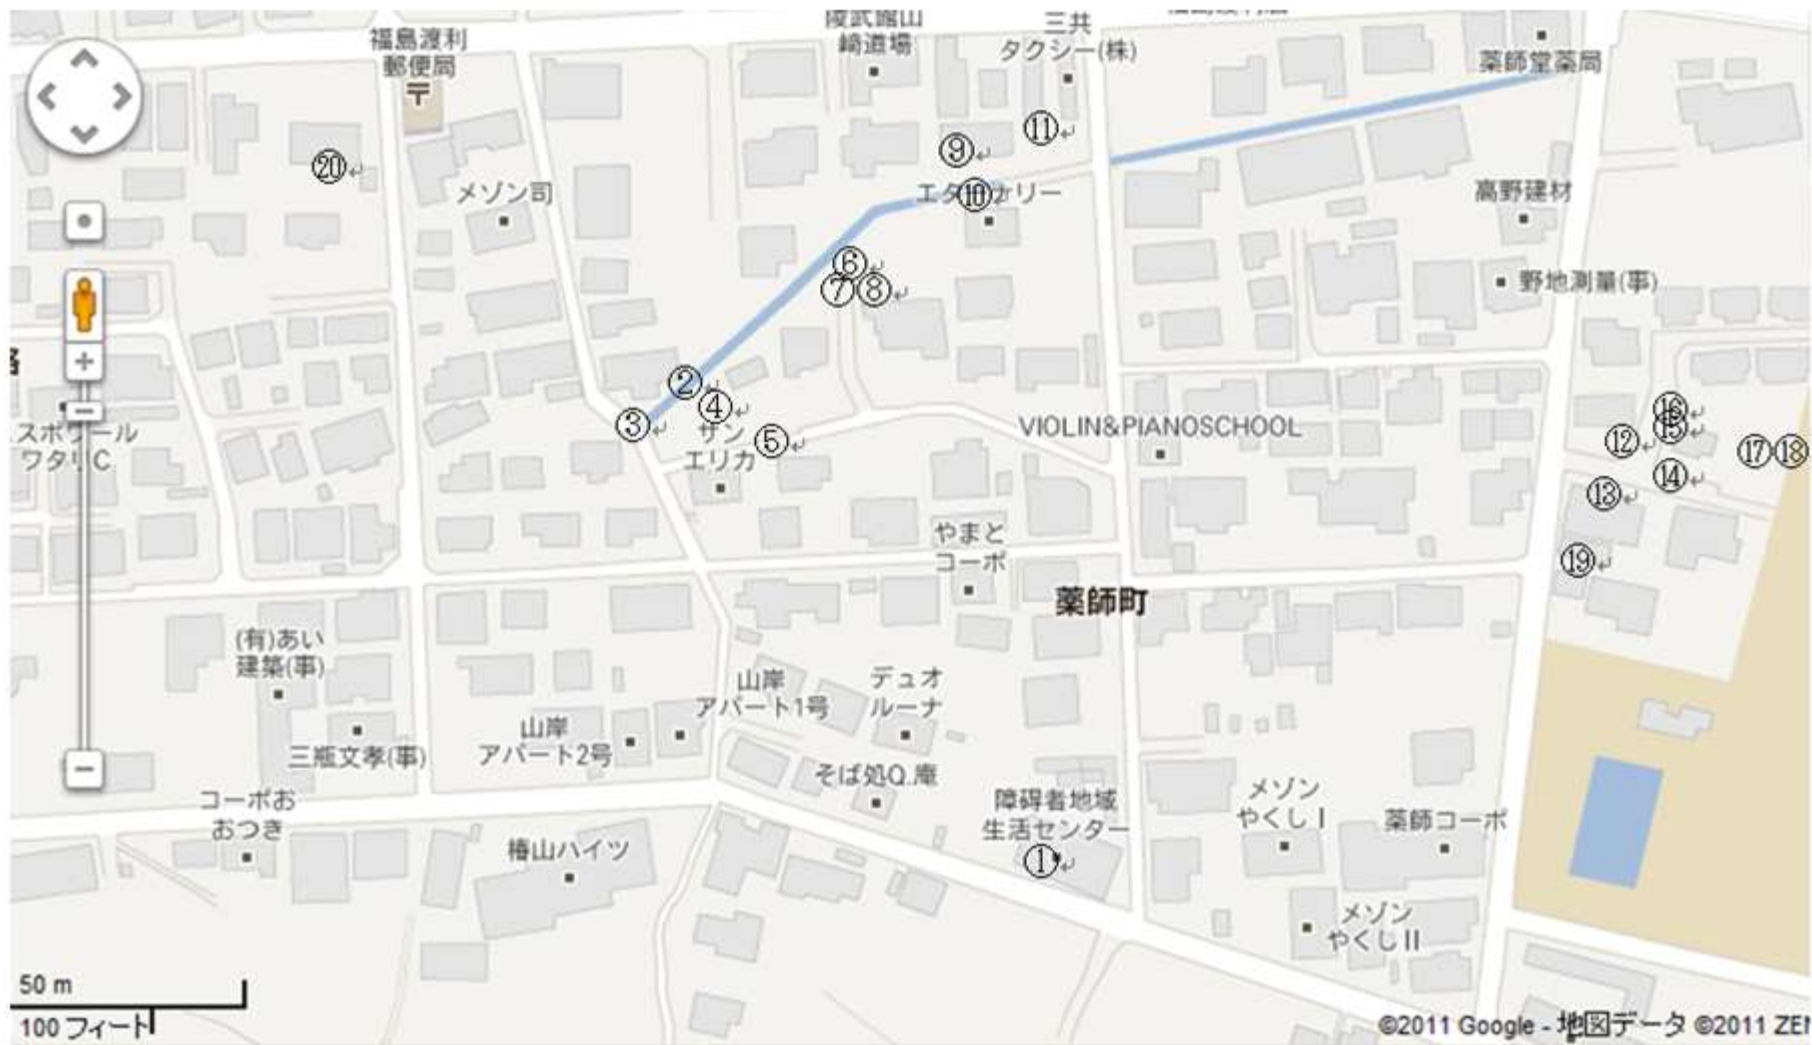 陵武館山
崎道場
三共
タクシー(株)
福島渡利
郵便局
〒
薬師堂薬局
⑪
⑨
⑳
メゾン司
エタ
⑩
リー
高野建材
⑥
⑦⑧
野地測量(事)
②
④
③
サン
エリカ
⑤
VIOLIN&PIANOSCHOOL
⑯
⑮
⑫
⑰⑱
⑭
⑬
スポワール
ワタリC
やまと
コーポ
⑲
薬師町
(有)あい
建築(事)
山岸
アパート1号
デュオ
ルーナ
山岸
アパート2号
三瓶文孝(事)
そば処Q.庵
コーポお
おつき
障碍者地域
生活センター
①
メゾン
やくしI
薬師コーポ
椿山ハイツ
メゾン
やくしII
50 m
100 フィート
©2011 Google - 地図データ ©2011 ZE